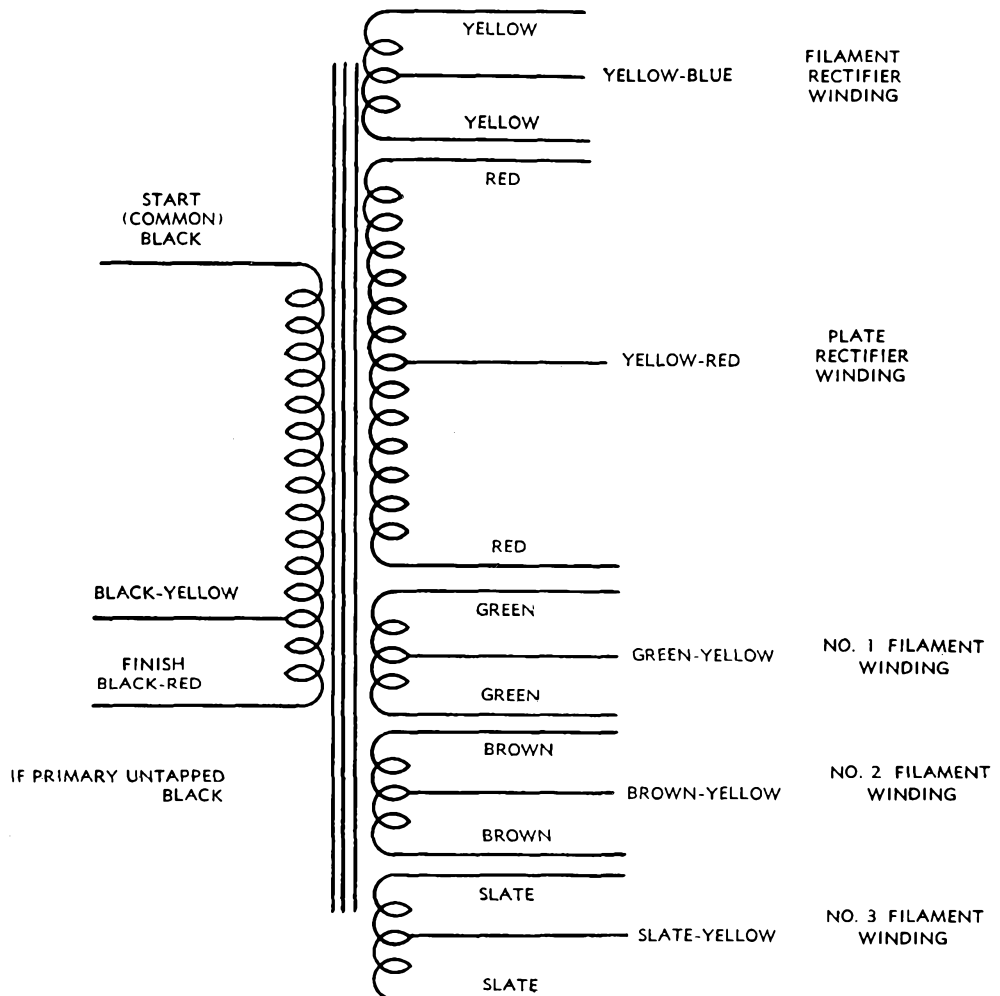 YELLOW
YELLOW-BLUE
FILAMENT
RECTIFIER
WINDING
YELLOW
RED
START
(COMMON)
BLACK
YELLOW-RED
PLATE
RECTIFIER
WINDING
RED
BLACK-YELLOW
GREEN
GREEN-YELLOW
NO. 1 FILAMENT
WINDING
FINISH
BLACK-RED
GREEN
BROWN
IF PRIMARY UNTAPPED
BLACK
BROWN-YELLOW
NO. 2 FILAMENT
WINDING
BROWN
SLATE
SLATE-YELLOW
NO. 3 FILAMENT
WINDING
SLATE